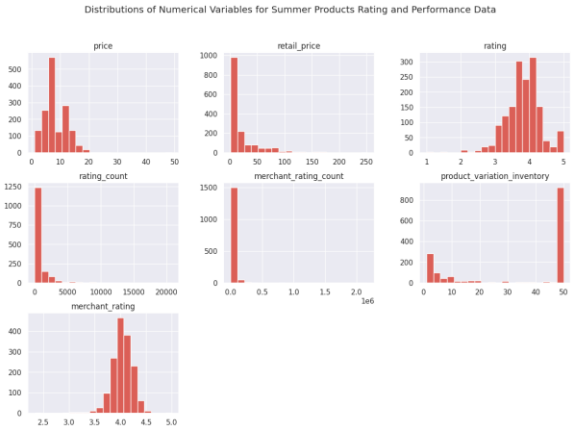 Distributions of Numerical Variables for Summer Products Rating and Performance Data
price
retail_price
rating
500
400
300
200
100
0
0 10 20 30 40 50
1000
800
600
400
200
0
0 50 100 150 200 250
300
250
200
150
100
50
0
1 2 3 4 5
rating_count
merchant_rating_count
product_variation_inventory
1250
1000
750
500
250
0
0 5000 10000 15000 20000
1500
1000
500
0
0.0 0.5 1.0 1.5 2.0
1e6
800
600
400
200
0
0 10 20 30 40 50
merchant_rating
400
300
200
100
0
2.5 3.0 3.5 4.0 4.5 5.0